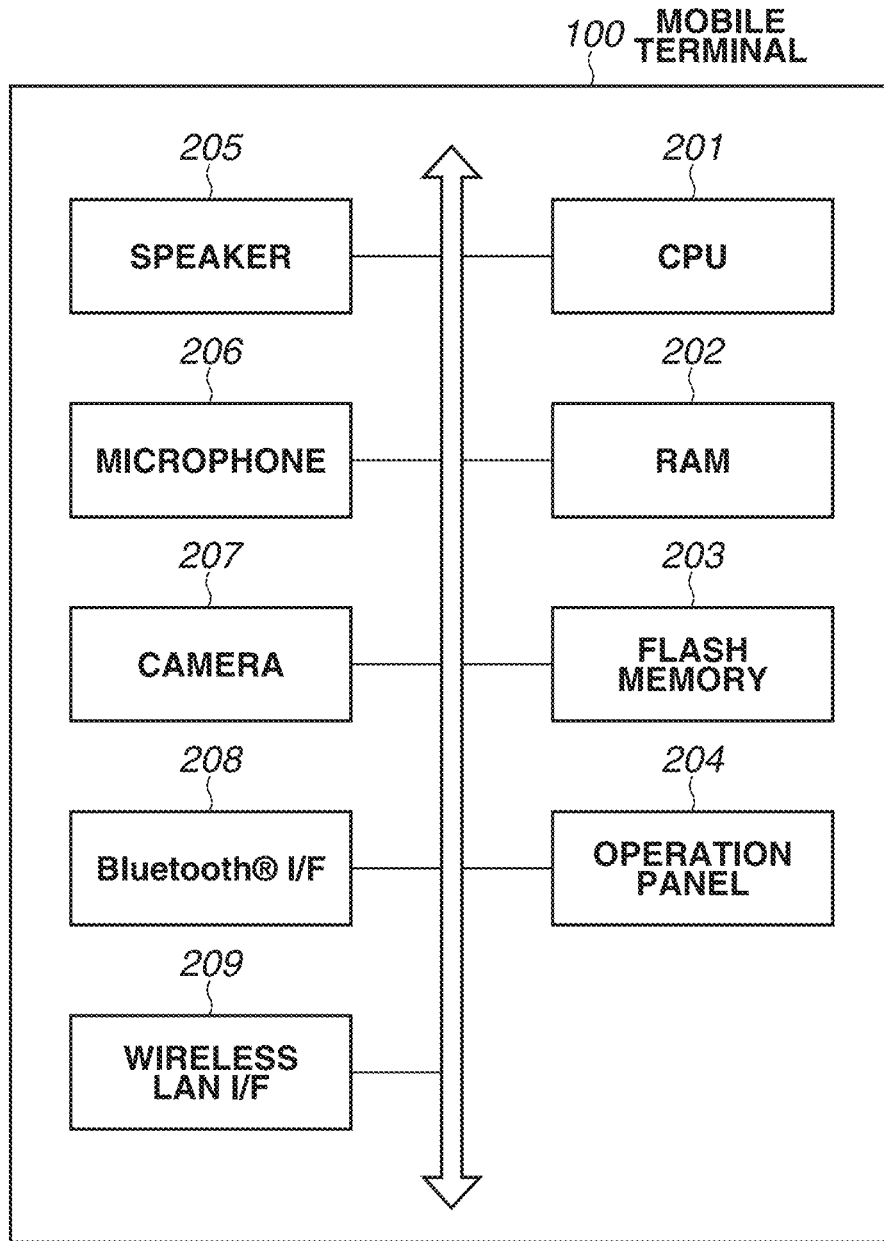 100 MOBILE
TERMINAL
205
SPEAKER
201
CPU
206
MICROPHONE
202
RAM
207
CAMERA
203
FLASH
MEMORY
208
Bluetooth® I/F
204
OPERATION
PANEL
209
WIRELESS
LAN I/F